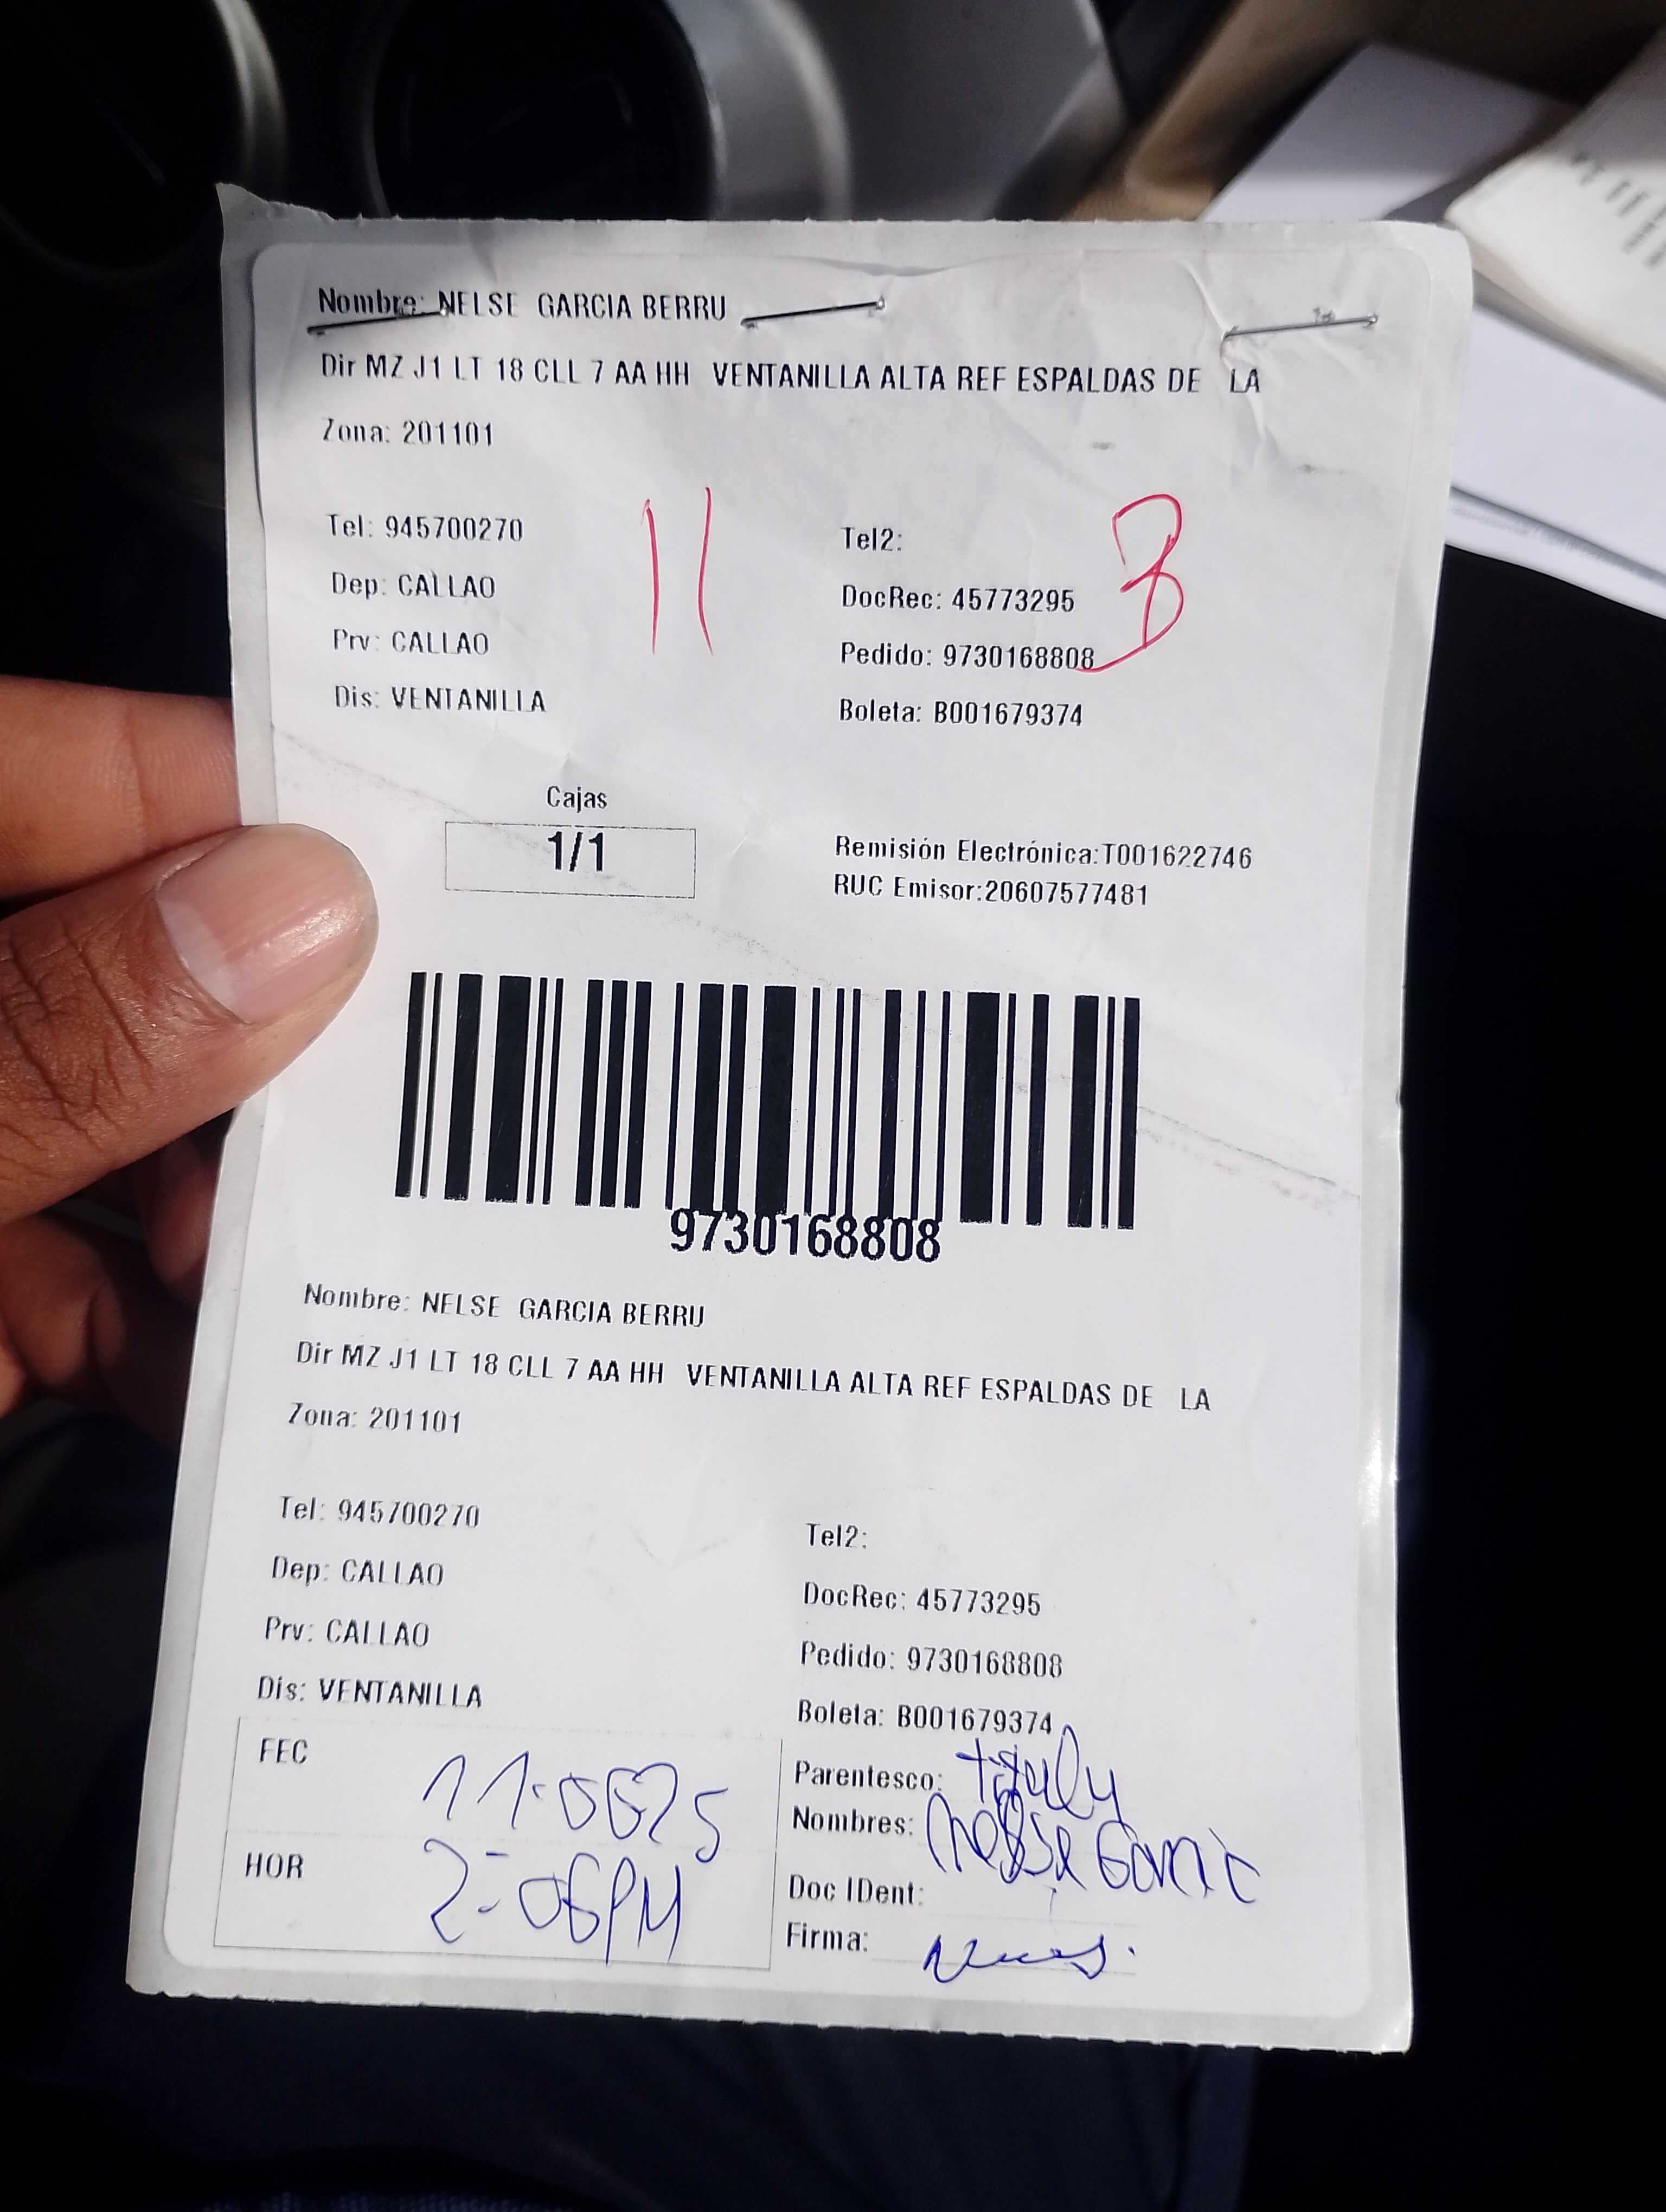 Nombre: NELSE GARCIA BERRU
Dir MZ J1 LT 18 CLL 7 AA HH VENTANILLA ALTA REF ESPALDAS DE LA
Zona: 201101
Tel: 945700270
11
Tel2:
3
Dep: CALLAO
DocRec: 45773295
Prv: CALLAO
Pedido: 9730168808
Dis: VENTANILLA
Boleta: B001679374
Cajas
1/1
Remisión Electrónica:T001622746
RUC Emisor:20607577481
9730168808
Nombre: NELSE GARCIA BERRU
Dir MZ J1 LT 18 CLL 7 AA HH VENTANILLA ALTA REF ESPALDAS DE LA
Zona: 201101
Tel: 945700270
Tel2:
Dep: CALLAO
DocRec: 45773295
Prv: CALLAO
Pedido: 9730168808
Dis: VENTANILLA
Boleta: B001679374
FEC 11-0625
Parentesco:
Nombres:
HOR 2:06PM
Doc IDent:
Firma: